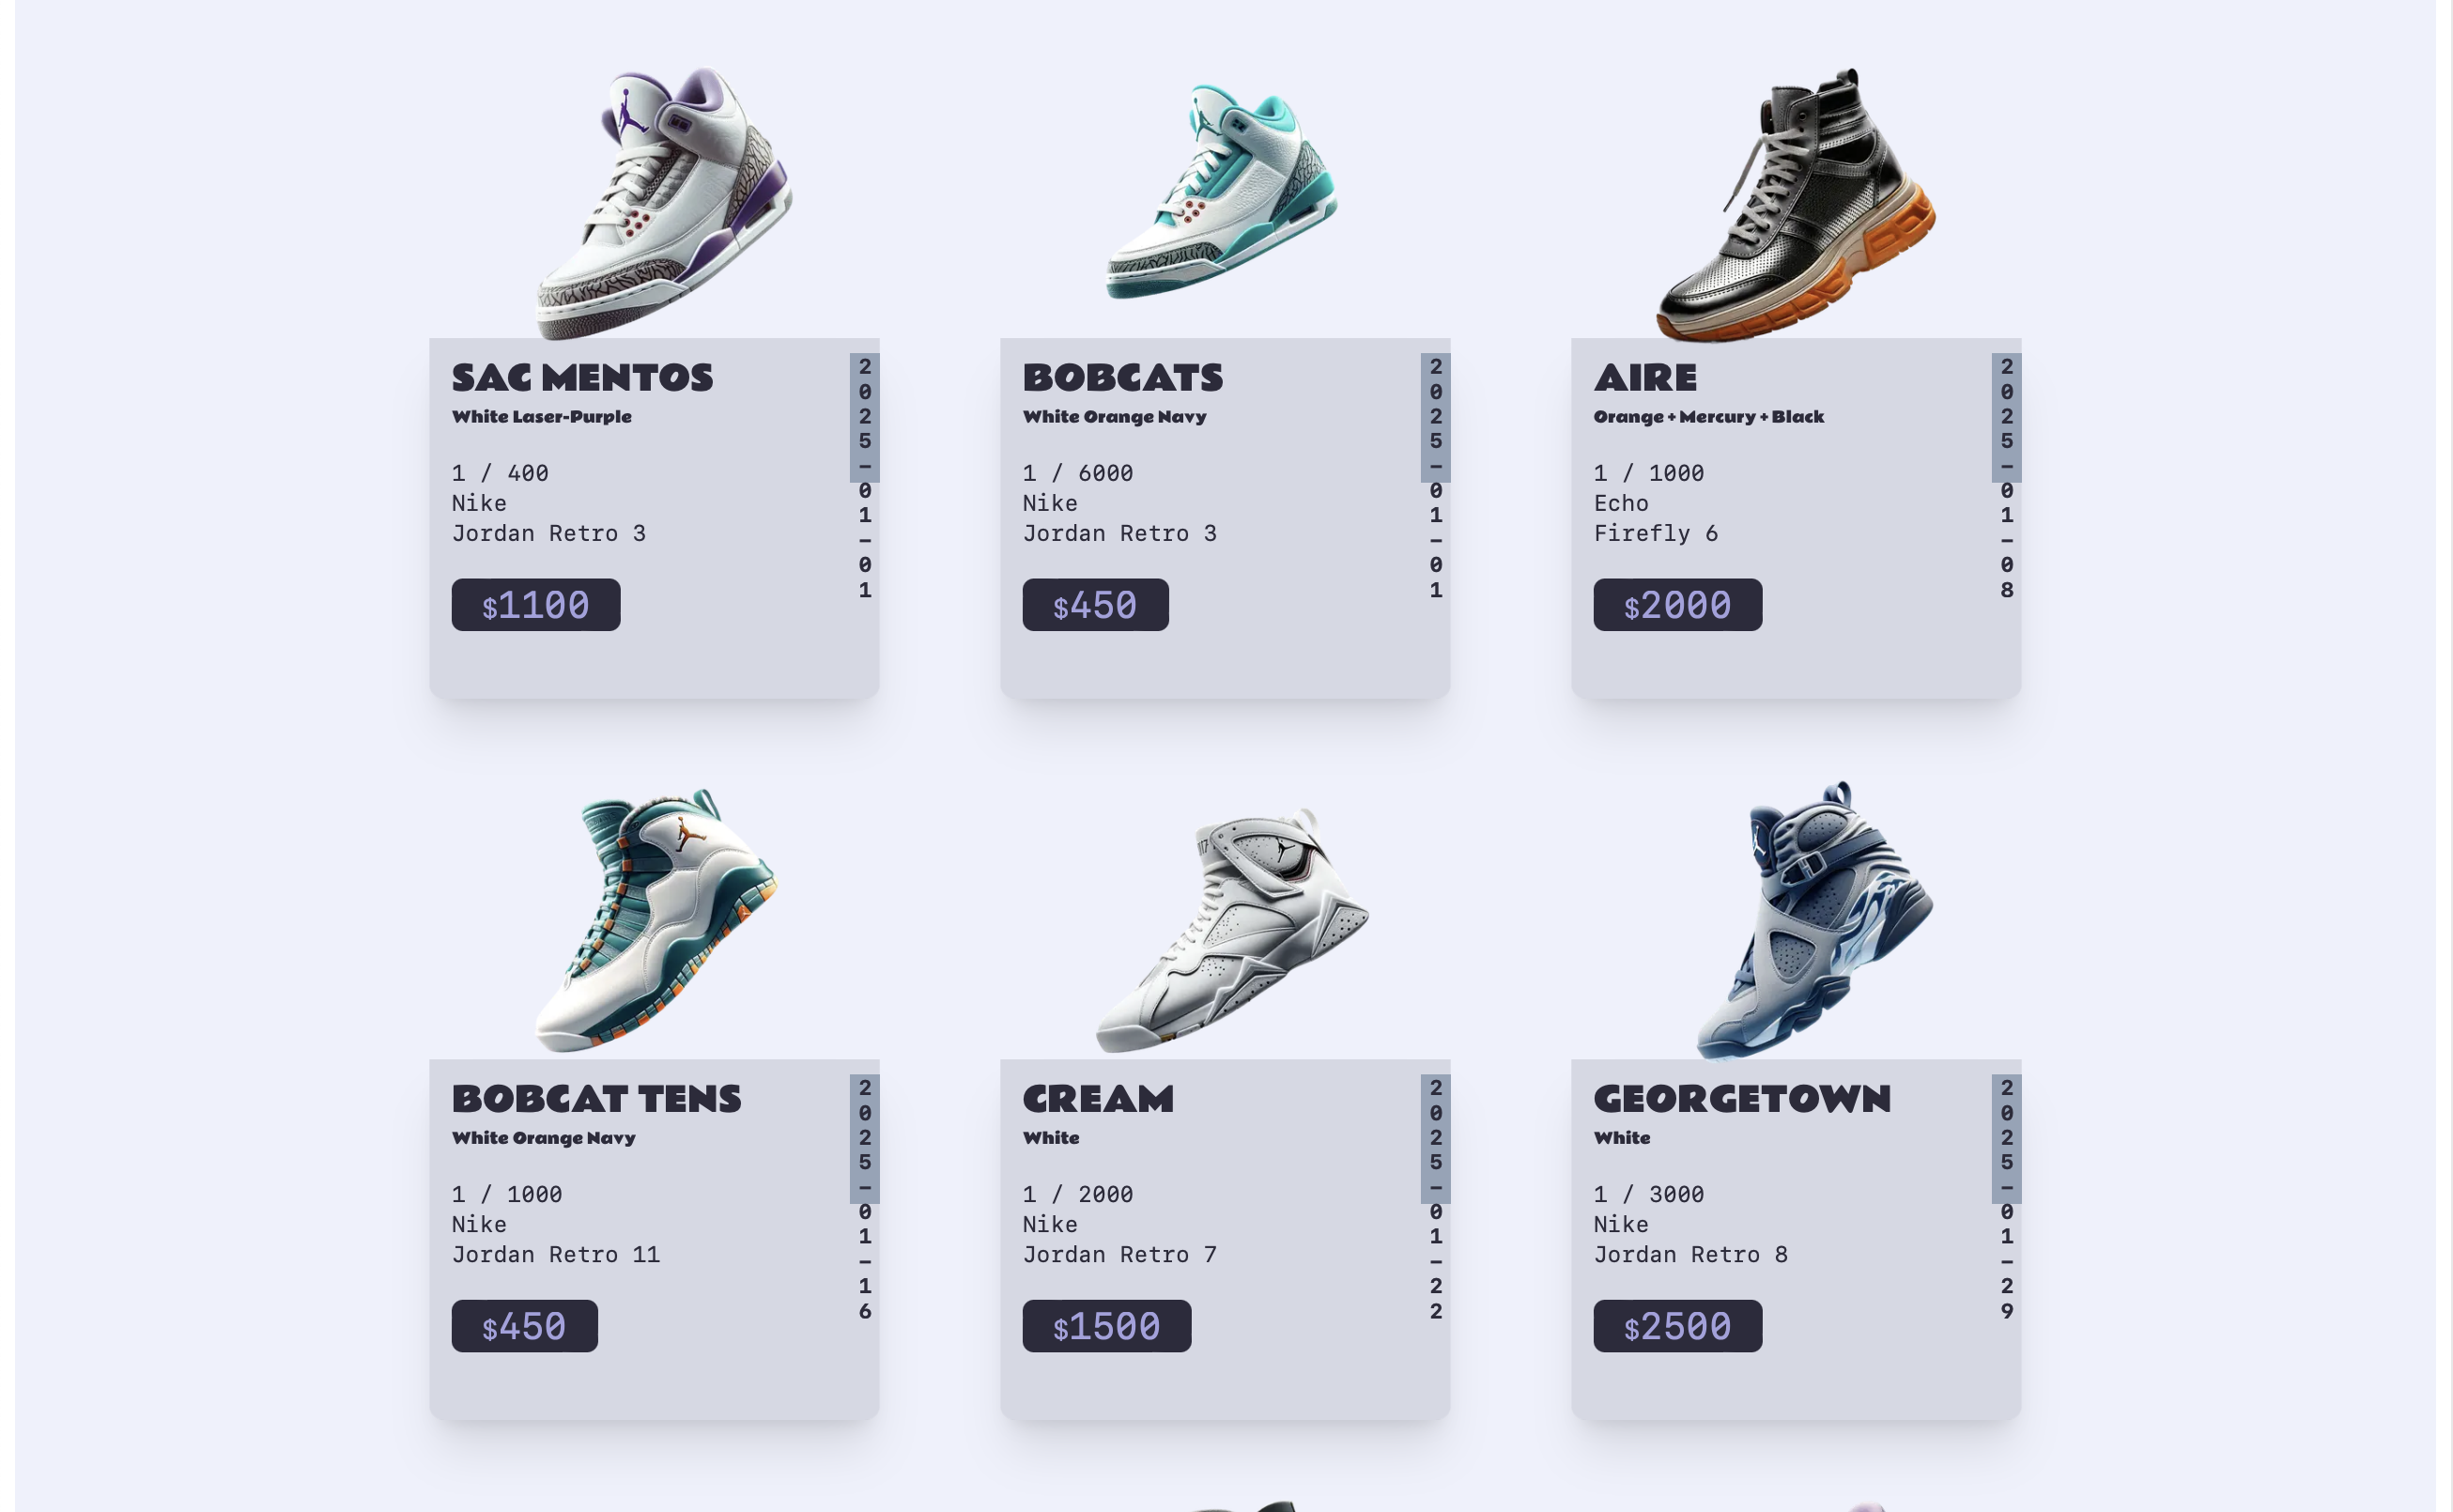 SAC MENTOS
White Laser-Purple
1 / 400
Nike
Jordan Retro 3
$1100
2025-01-01
BOBCATS
White Orange Navy
1 / 6000
Nike
Jordan Retro 3
$450
2025-01-01
AIRE
Orange + Mercury + Black
1 / 1000
Echo
Firefly 6
$2000
2025-01-08
BOBCAT TENS
White Orange Navy
1 / 1000
Nike
Jordan Retro 11
$450
2025-01-16
CREAM
White
1 / 2000
Nike
Jordan Retro 7
$1500
2025-01-22
GEORGETOWN
White
1 / 3000
Nike
Jordan Retro 8
$2500
2025-01-29